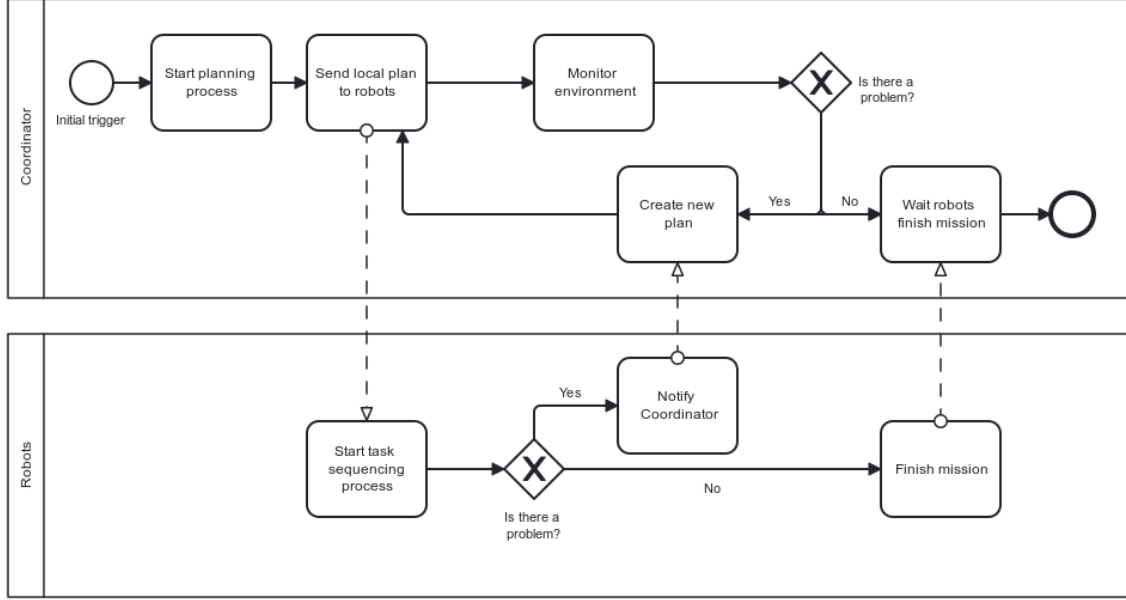 Coordinator
Initial trigger
Start planning
process
Send local plan
to robots
Monitor
environment
X
Is there a
problem?
Create new
plan
Yes
No
Wait robots
finish mission
Robots
Start task
sequencing
process
X
Is there a
problem?
Yes
Notify
Coordinator
No
Finish mission